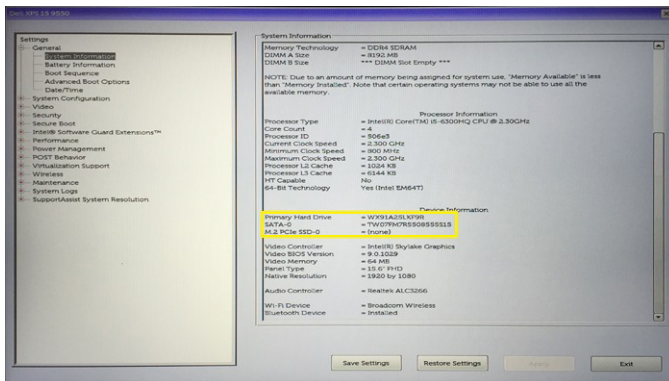 Dell XPS 15 9550
Settings
General
System Information
Battery Information
Boot Sequence
Advanced Boot Options
Date/Time
System Configuration
Video
Security
Secure Boot
Intel® Software Guard Extensions™
Performance
Power Management
POST Behavior
Virtualization Support
Wireless
Maintenance
System Logs
SupportAssist System Resolution
System Information
Memory Technology = DDR4 SDRAM
DIMM A Size = 8192 MB
DIMM B Size *** DIMM Slot Empty ***
NOTE: Due to an amount of memory being assigned for system use, "Memory Available" is less
than "Memory Installed". Note that certain operating systems may not be able to use all the
available memory.
Processor Information
Processor Type = Intel(R) Core(TM) i5-6300HQ CPU @ 2.30GHz
Core Count = 4
Processor ID = 506e3
Current Clock Speed = 2.300 GHz
Minimum Clock Speed = 800 MHz
Maximum Clock Speed = 2.300 GHz
Processor L2 Cache = 1024 KB
Processor L3 Cache = 6144 KB
HT Capable No
64-Bit Technology Yes (Intel EM64T)
Device Information
Primary Hard Drive = WX91A25LXF9R
SATA-0 = TW07FM7R5508555515
M.2 PCIe SSD-0 = (none)
Video Controller = Intel(R) Skylake Graphics
Video BIOS Version = 9.0.1029
Video Memory = 64 MB
Panel Type = 15.6" FHD
Native Resolution = 1920 by 1080
Audio Controller = Realtek ALC3266
Wi-Fi Device = Broadcom Wireless
Bluetooth Device = Installed
Save Settings
Restore Settings
Apply
Exit